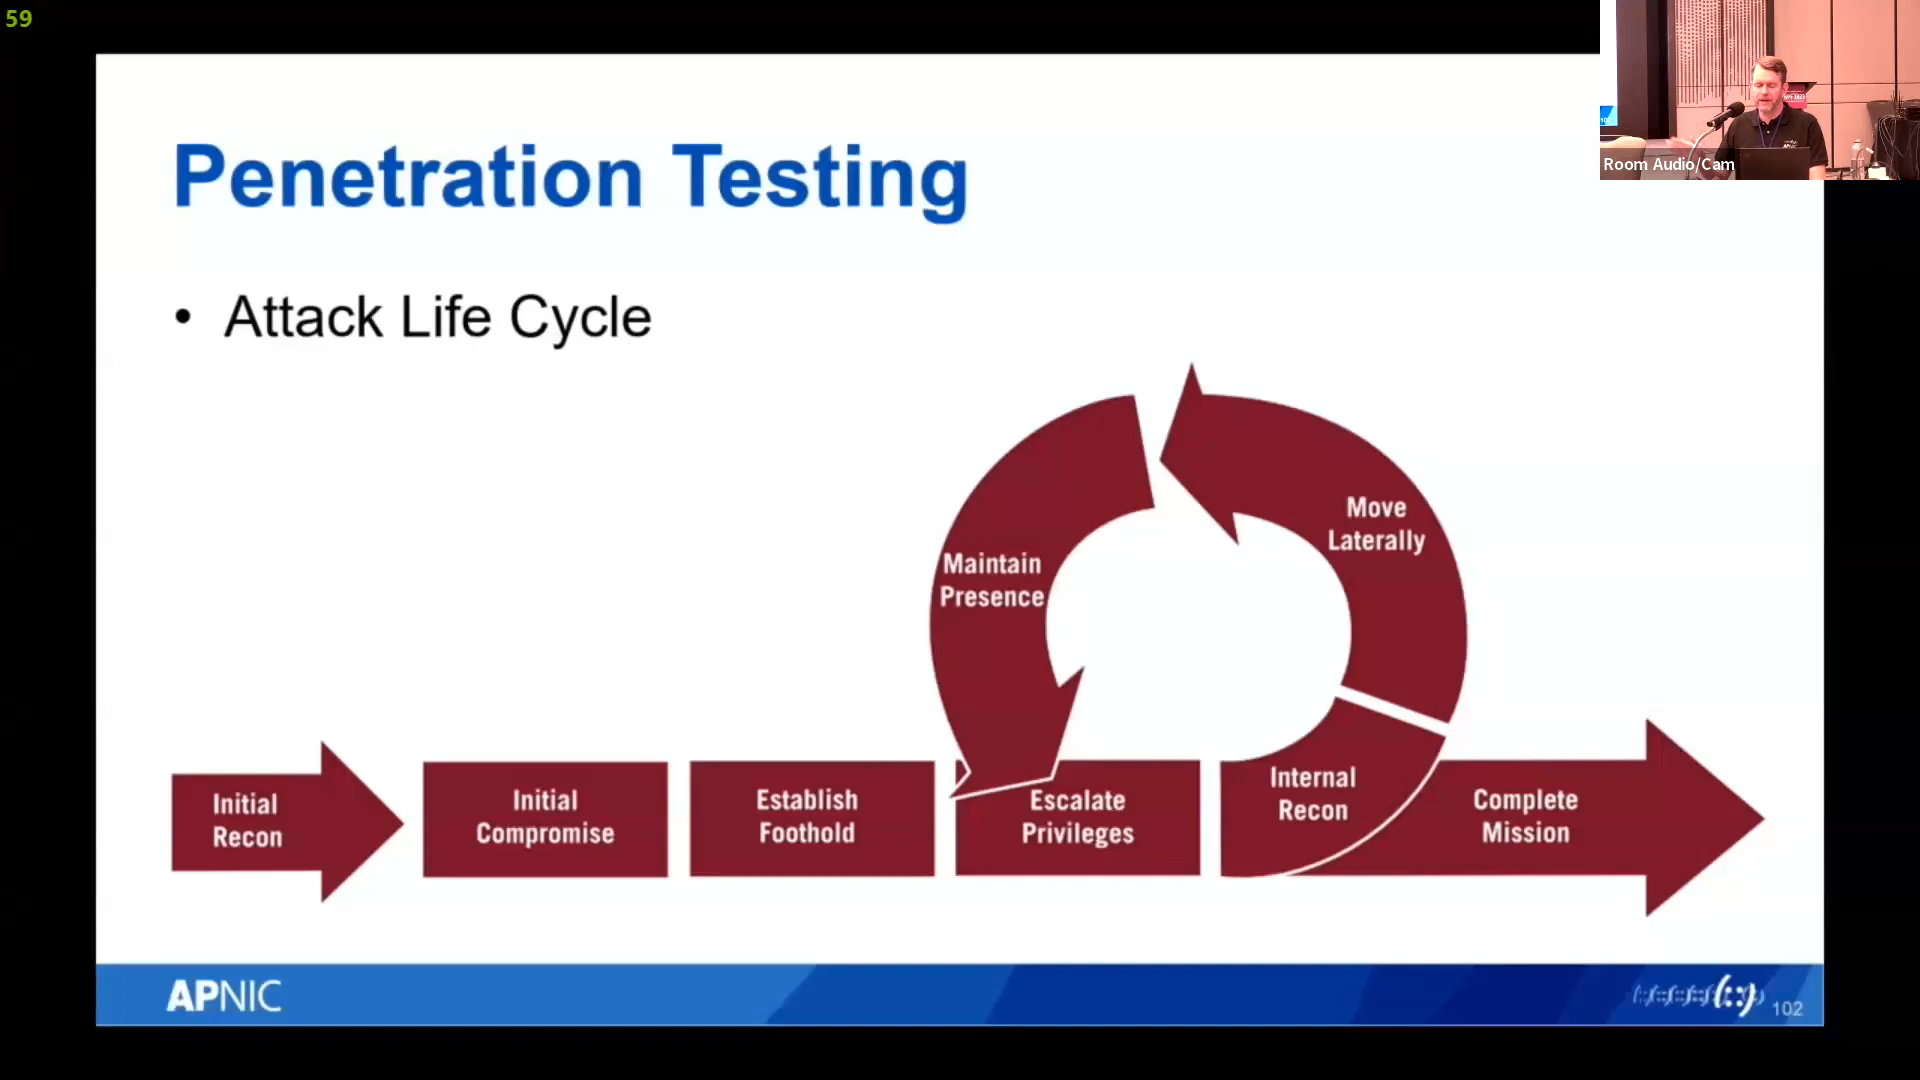 59
Penetration Testing
• Attack Life Cycle
Move
Laterally
Maintain
Presence
Initial
Recon
Initial
Compromise
Establish
Foothold
Escalate
Privileges
Internal
Recon
Complete
Mission
APNIC
102
Room Audio/Cam